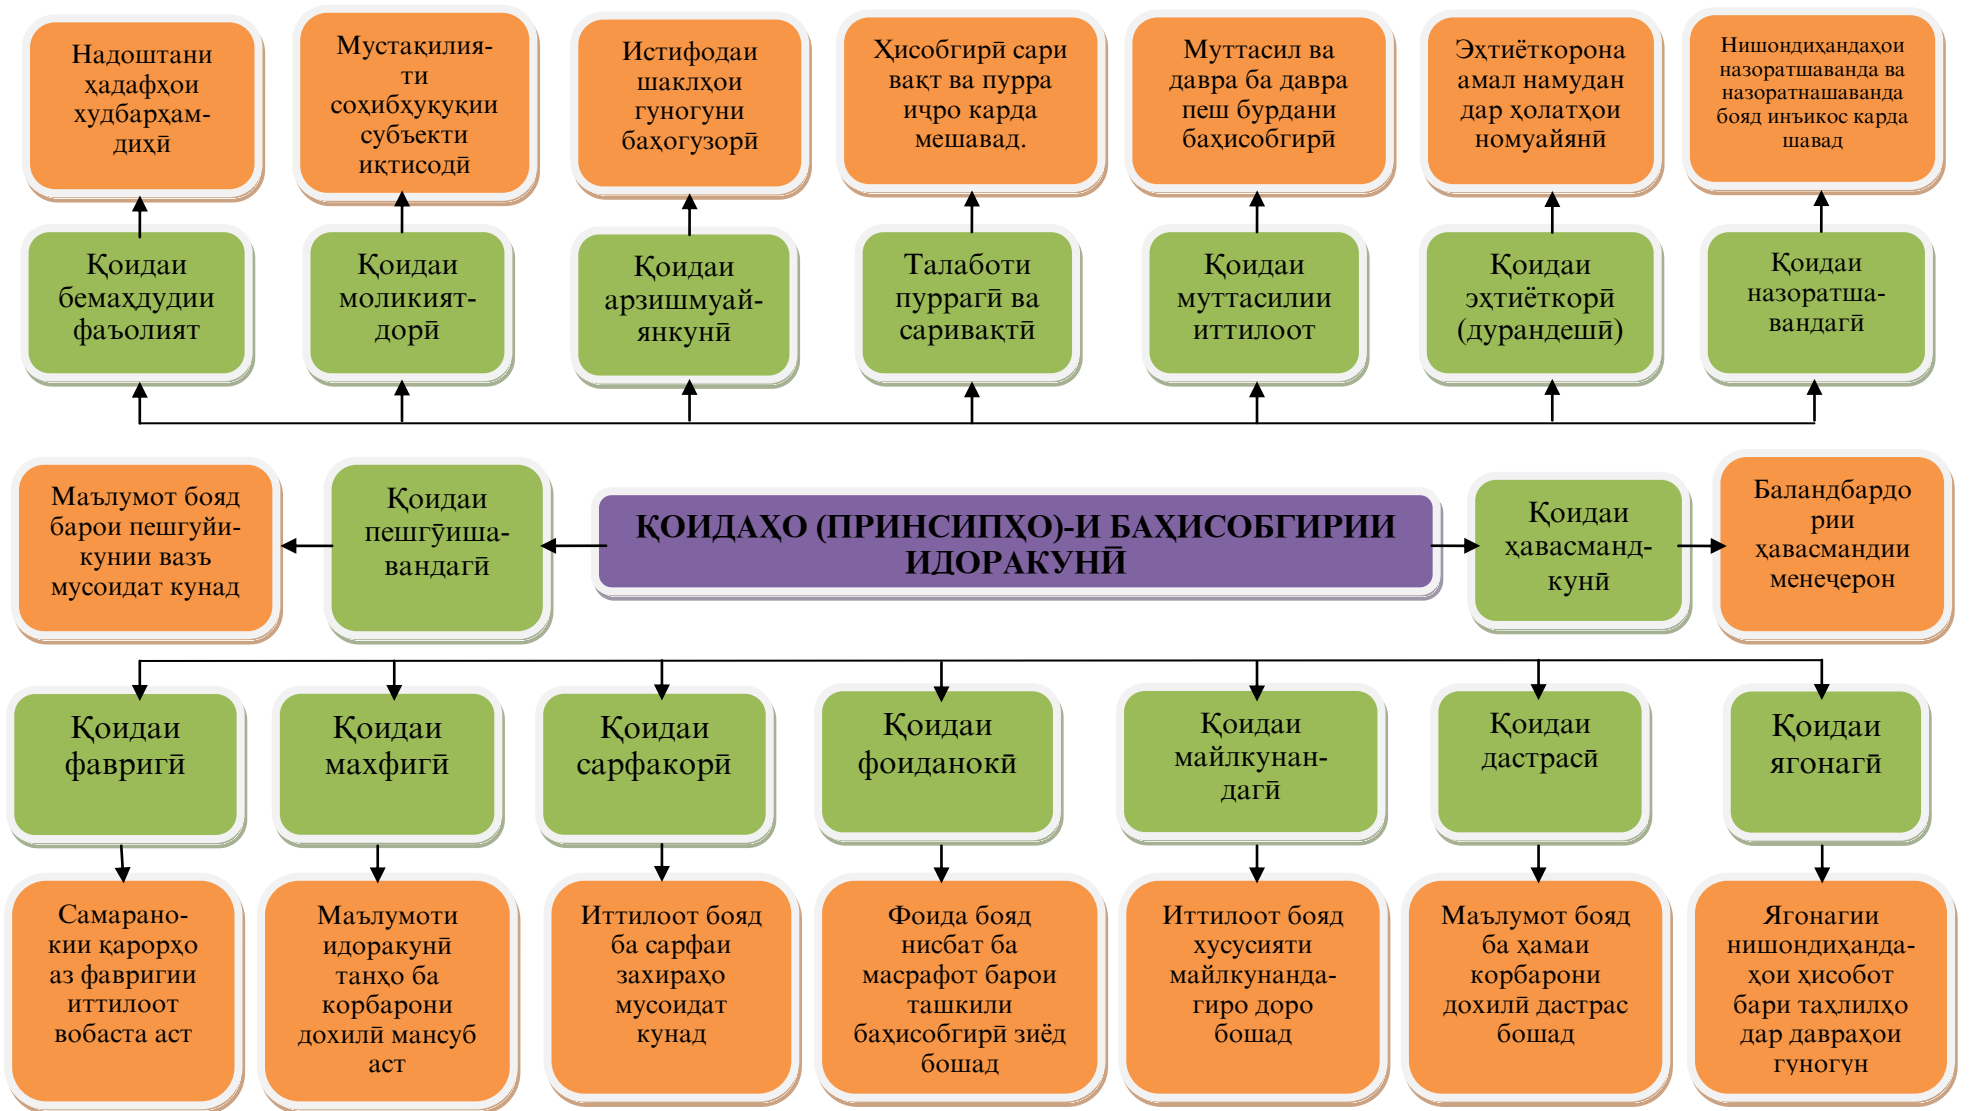 Надоштани
ҳадафҳои
худбарҳам-
диҳӣ
Мустақилия-
ти
соҳибҳуқуқии
субъекти
иқтисодӣ
Истифодаи
шаклҳои
гуногуни
баҳогузорӣ
Ҳисобгирӣ сари
вақт ва пурра
иҷро карда
мешавад.
Муттасил ва
давра ба давра
пеш бурдани
баҳисобгирӣ
Эҳтиёткорона
амал намудан
дар ҳолатҳои
номуайянӣ
Нишондиҳандаҳои
назоратшаванда ва
назоратнашаванда
бояд инъикос карда
шавад
Қоидаи
бемаҳдудии
фаъолият
Қоидаи
моликият-
дорӣ
Қоидаи
арзишмуай-
янкунӣ
Талаботи
пуррагӣ ва
саривақтӣ
Қоидаи
муттасилии
иттилоот
Қоидаи
эҳтиёткорӣ
(дурандешӣ)
Қоидаи
назоратша-
вандагӣ
Маълумот бояд
барои пешгуйи-
кунии вазъ
мусоидат кунад
Қоидаи
пешгӯиша-
вандагӣ
ҚОИДАҲО (ПРИНСИПҲО)-И БАҲИСОБГИРИИ
ИДОРАКУНӢ
Қоидаи
ҳавасманд-
кунӣ
Баландбардо
рии
ҳавасмандии
менеҷерон
Қоидаи
фавригӣ
Қоидаи
махфигӣ
Қоидаи
сарфакорӣ
Қоидаи
фоиданокӣ
Қоидаи
майлкунан-
дагӣ
Қоидаи
дастрасӣ
Қоидаи
ягонагӣ
Самарано-
кии қарорҳо
аз фавригии
иттилоот
вобаста аст
Маълумоти
идоракунӣ
танҳо ба
корбарони
дохилӣ мансуб
аст
Иттилоот бояд
ба сарфаи
захираҳо
мусоидат
кунад
Фоида бояд
нисбат ба
масрафот барои
ташкили
баҳисобгирӣ зиёд
бошад
Иттилоот бояд
хусусияти
майлкунанда-
гиро доро
бошад
Маълумот бояд
ба ҳамаи
корбарони
дохилӣ дастрас
бошад
Ягонагии
нишондиҳанда-
ҳои ҳисобот
бари таҳлилҳо
дар давраҳои
гуногун